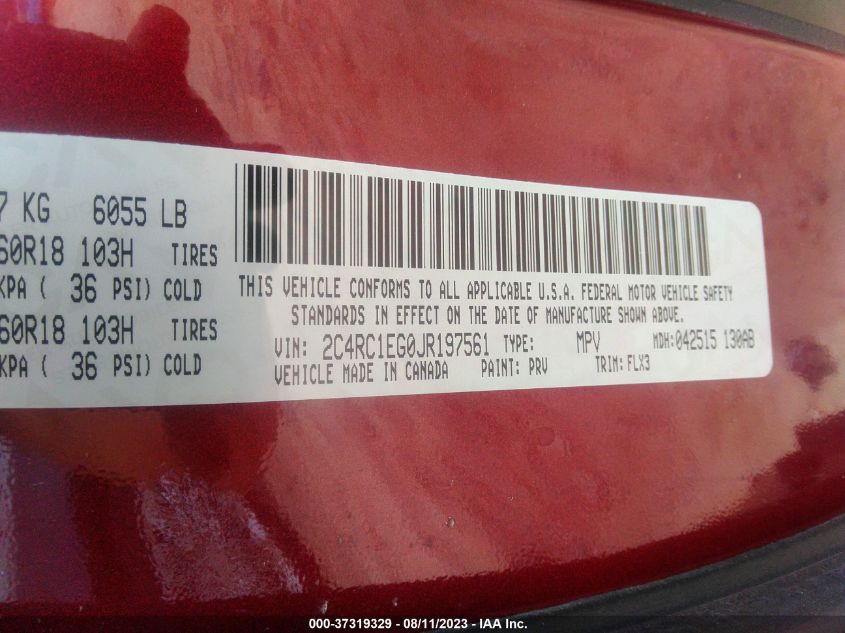 7 KG 6055 LB
60R18 103H TIRES
KPA ( 36 PSI) COLD
60R18 103H TIRES
KPA ( 36 PSI) COLD
THIS VEHICLE CONFORMS TO ALL APPLICABLE U.S.A. FEDERAL MOTOR VEHICLE SAFETY
STANDARDS IN EFFECT ON THE DATE OF MANUFACTURE SHOWN ABOVE.
VIN: 2C4RC1EG0JR197561 TYPE: MPV MDH:042515 130AB
VEHICLE MADE IN CANADA PAINT: PRV TRIM: FLX3
000-37319329 - 08/11/2023 - IAA Inc.